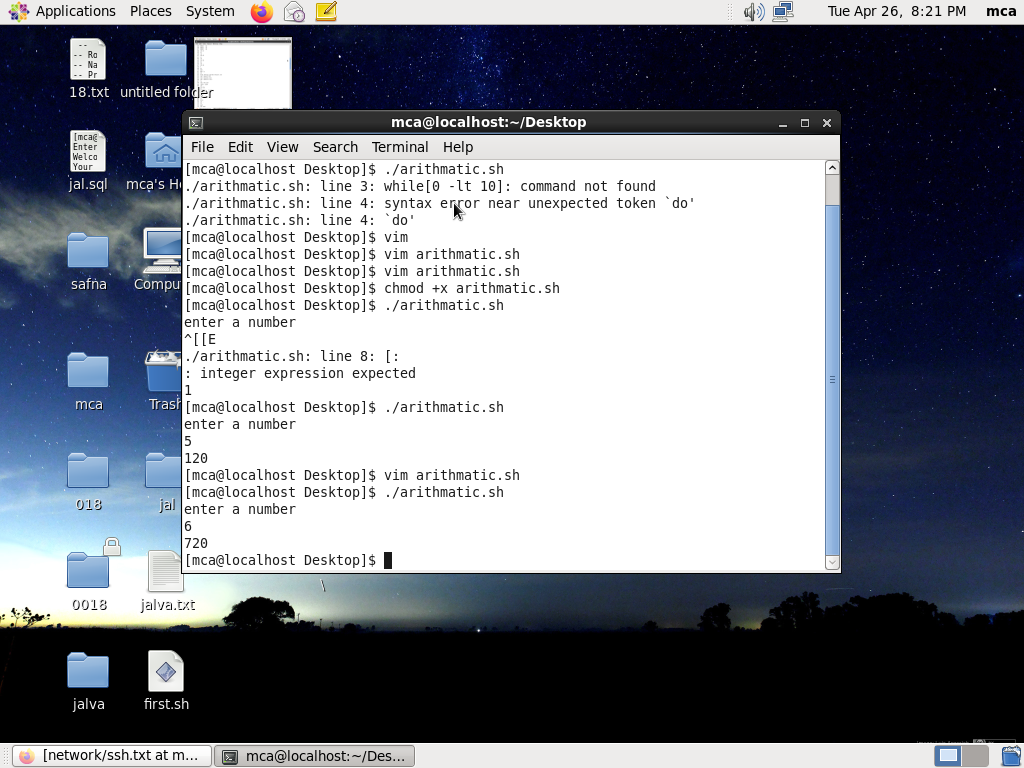 Applications Places System Tue Apr 26, 8:21 PM mca
18.txt
untitled folder
-- Ro
-- Na
-- Pr
mca@localhost:~/Desktop
File Edit View Search Terminal Help
[mca@localhost Desktop]$ ./arithmatic.sh
./arithmatic.sh: line 3: while[0 -lt 10]: command not found
./arithmatic.sh: line 4: syntax error near unexpected token `do'
./arithmatic.sh: line 4: `do'
[mca@localhost Desktop]$ vim
[mca@localhost Desktop]$ vim arithmatic.sh
[mca@localhost Desktop]$ vim arithmatic.sh
[mca@localhost Desktop]$ chmod +x arithmatic.sh
[mca@localhost Desktop]$ ./arithmatic.sh
enter a number
^[[E
./arithmatic.sh: line 8: [:
: integer expression expected
1
[mca@localhost Desktop]$ ./arithmatic.sh
enter a number
5
120
[mca@localhost Desktop]$ vim arithmatic.sh
[mca@localhost Desktop]$ ./arithmatic.sh
enter a number
6
720
[mca@localhost Desktop]$
[mca@
Enter
Welco
Your
jal.sql
mca's H
safna
Compu
mca
Trash
018
jal
0018
jalva.txt
jalva
first.sh
[network/ssh.txt at m...
mca@localhost:~/Des...